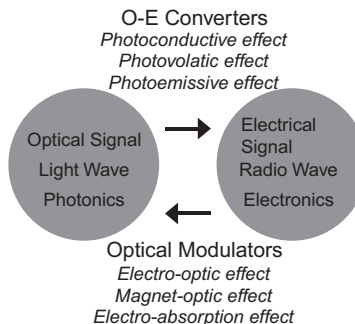 O-E Converters
Photoconductive effect
Photovolatic effect
Photoemissive effect
Optical Signal
Light Wave
Photonics
Electrical
Signal
Radio Wave
Electronics
Optical Modulators
Electro-optic effect
Magnet-optic effect
Electro-absorption effect